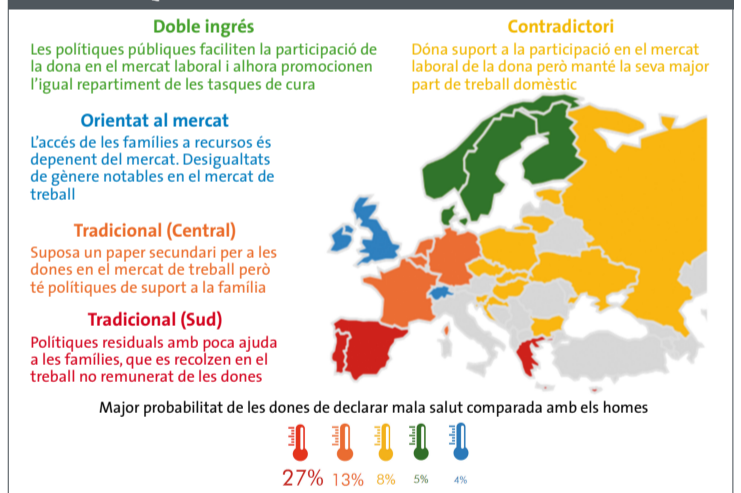 Doble ingrés
Les polítiques públiques faciliten la participació de
la dona en el mercat laboral i alhora promocionen
l'igual repartiment de les tasques de cura
Contradictori
Dóna suport a la participació en el mercat
laboral de la dona però manté la seva major
part de treball domèstic
Orientat al mercat
L'accés de les famílies a recursos és
depenent del mercat. Desigualtats
de gènere notables en el mercat de
treball
Tradicional (Central)
Suposa un paper secundari per a les
dones en el mercat de treball però
té polítiques de suport a la família
Tradicional (Sud)
Polítiques residuals amb poca ajuda
a les famílies, que es recolzen en el
treball no remunerat de les dones
Major probabilitat de les dones de declarar mala salut comparada amb els homes
27% 13% 8% 5% 4%